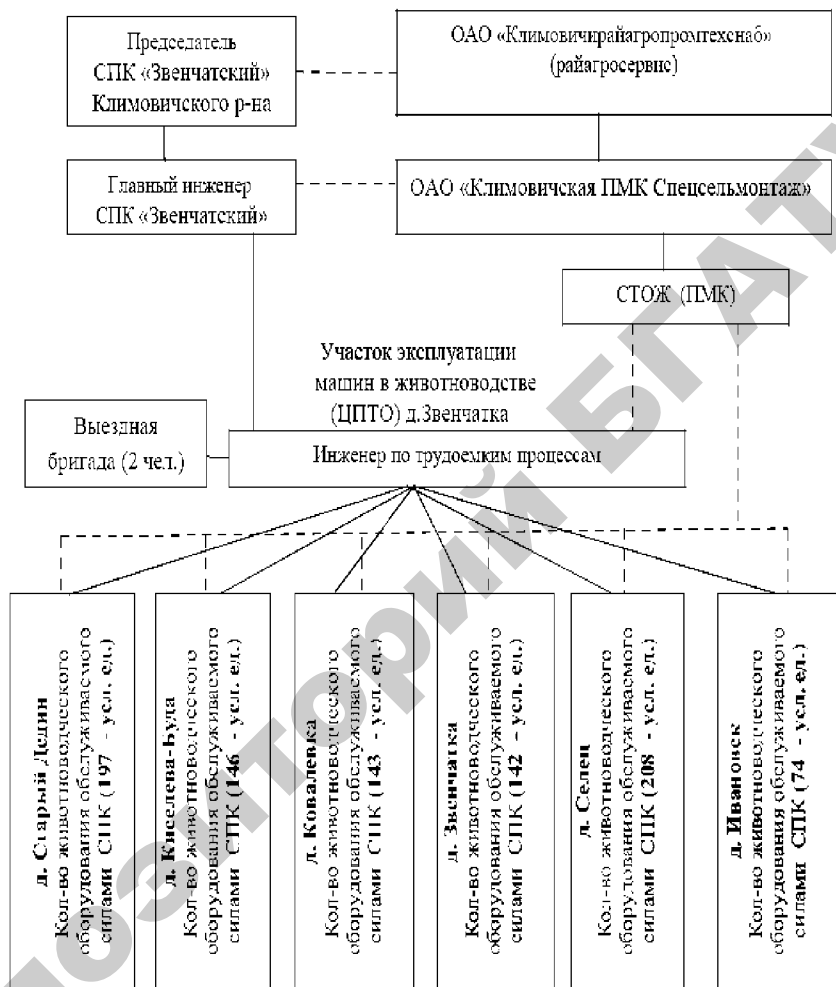 Председатель
СПК «Звенчатский»
Климовичского р-на
ОАО «Климовичирайагропромтехснаб»
(райагросервис)
Главный инженер
СПК «Звенчатский»
ОАО «Климовичская ПМК Спецсельмонтаж»
СТОЖ (ПМК)
Участок эксплуатации
машин в животноводстве
(ЦПТО) д.Звенчатка
Выездная
бригада (2 чел.)
Инженер по трудоемким процессам
д. Старый Дедин
Кол-во животноводческого
оборудования обслуживаемого
силами СПК (197 - усл. ед.)
д. Киселева-Буда
Кол-во животноводческого
оборудования обслуживаемого
силами СПК (146 - усл. ед.)
д. Ковалевка
Кол-во животноводческого
оборудования обслуживаемого
силами СПК (143 - усл. ед.)
д. Звенчатка
Кол-во животноводческого
оборудования обслуживаемого
силами СПК (142 – усл. ед.)
д. Селец
Кол-во животноводческого
оборудования обслуживаемого
силами СПК (208 - усл. ед.)
д. Ивановск
Кол-во животноводческого
оборудования обслуживаемого
силами СПК (74 - усл. ед.)
позиторий БГАТУ